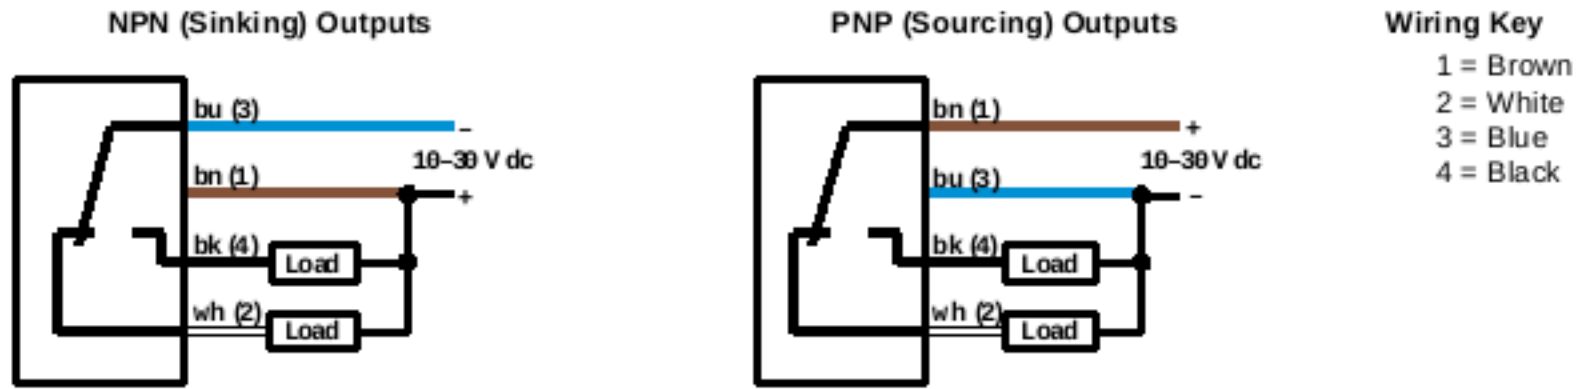 NPN (Sinking) Outputs
bu (3)
–
10–30 V dc
bn (1)
+
bk (4)
Load
wh (2)
Load
PNP (Sourcing) Outputs
bn (1)
+
10–30 V dc
bu (3)
–
bk (4)
Load
wh (2)
Load
Wiring Key
1 = Brown
2 = White
3 = Blue
4 = Black